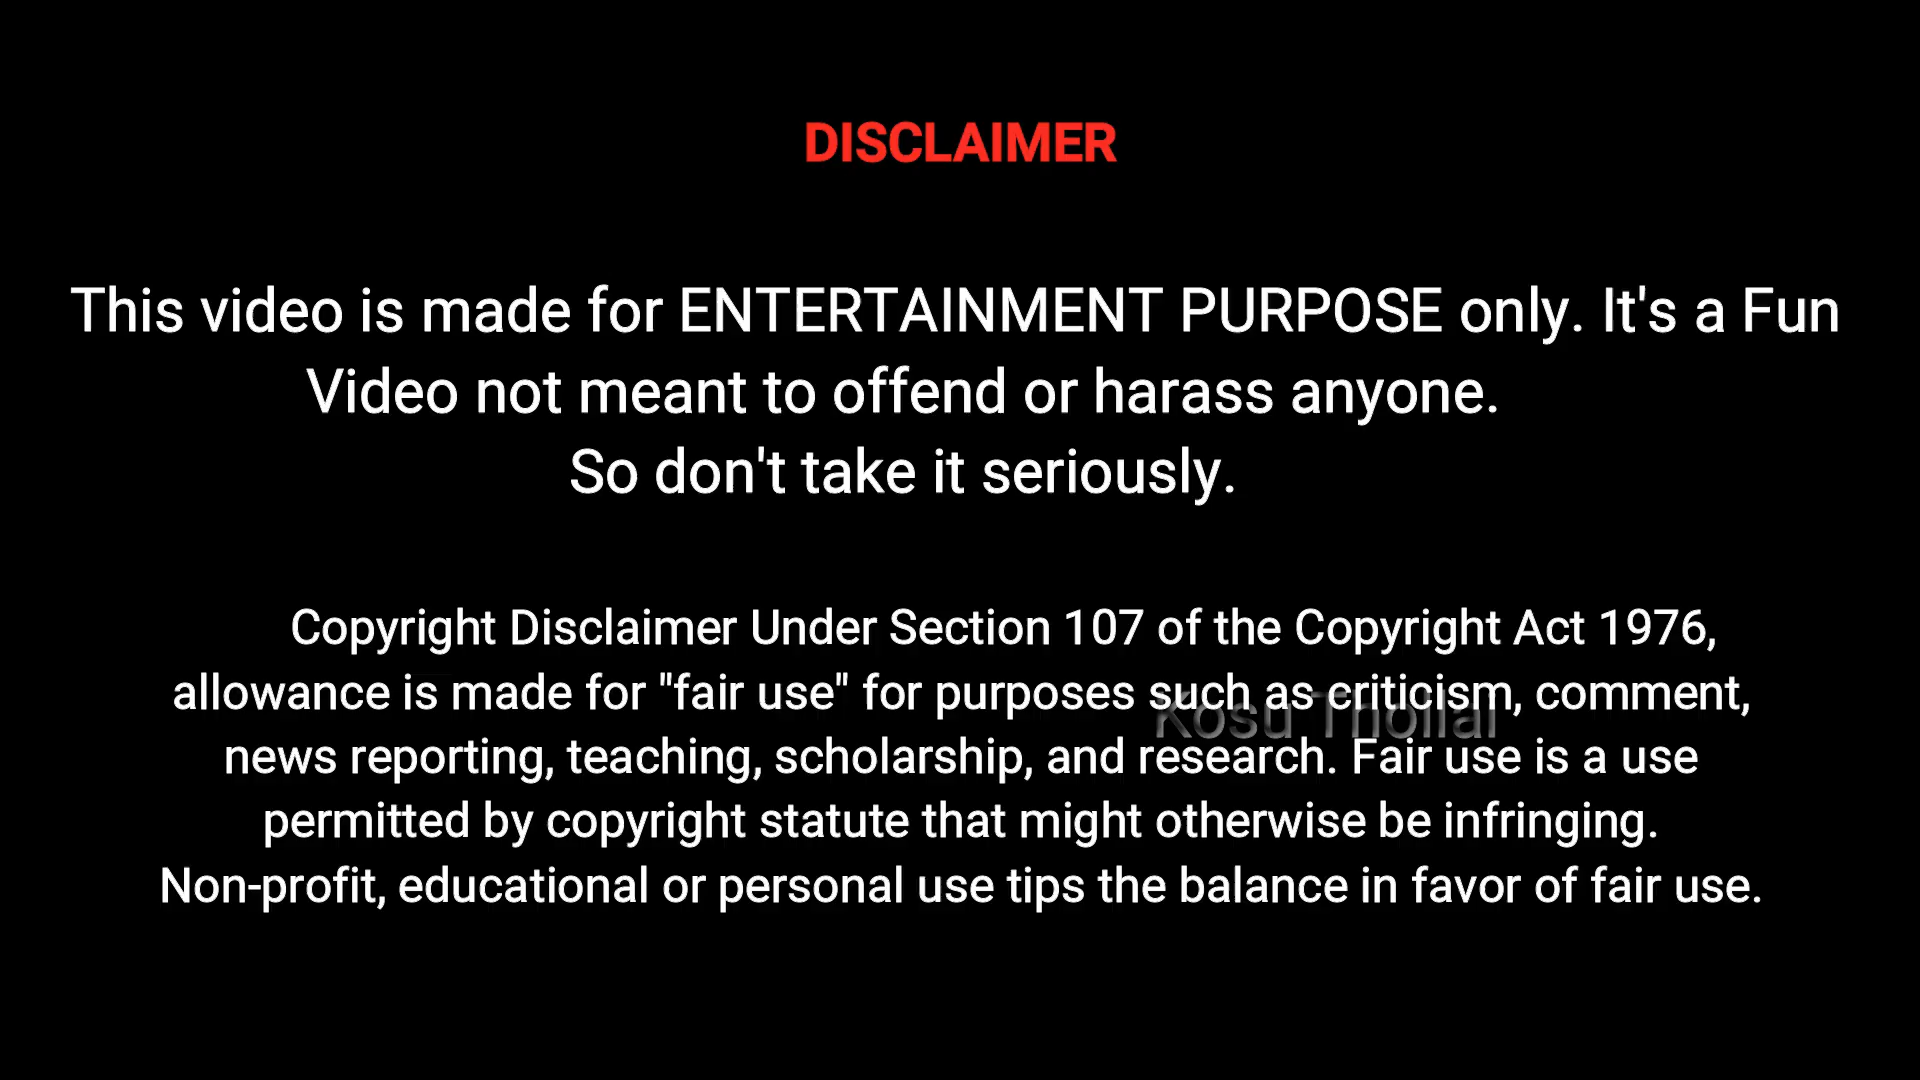 DISCLAIMER
This video is made for ENTERTAINMENT PURPOSE only. It's a Fun
Video not meant to offend or harass anyone.
So don't take it seriously.
Copyright Disclaimer Under Section 107 of the Copyright Act 1976,
allowance is made for "fair use" for purposes such as criticism, comment,
Kosu Thollai
news reporting, teaching, scholarship, and research. Fair use is a use
permitted by copyright statute that might otherwise be infringing.
Non-profit, educational or personal use tips the balance in favor of fair use.